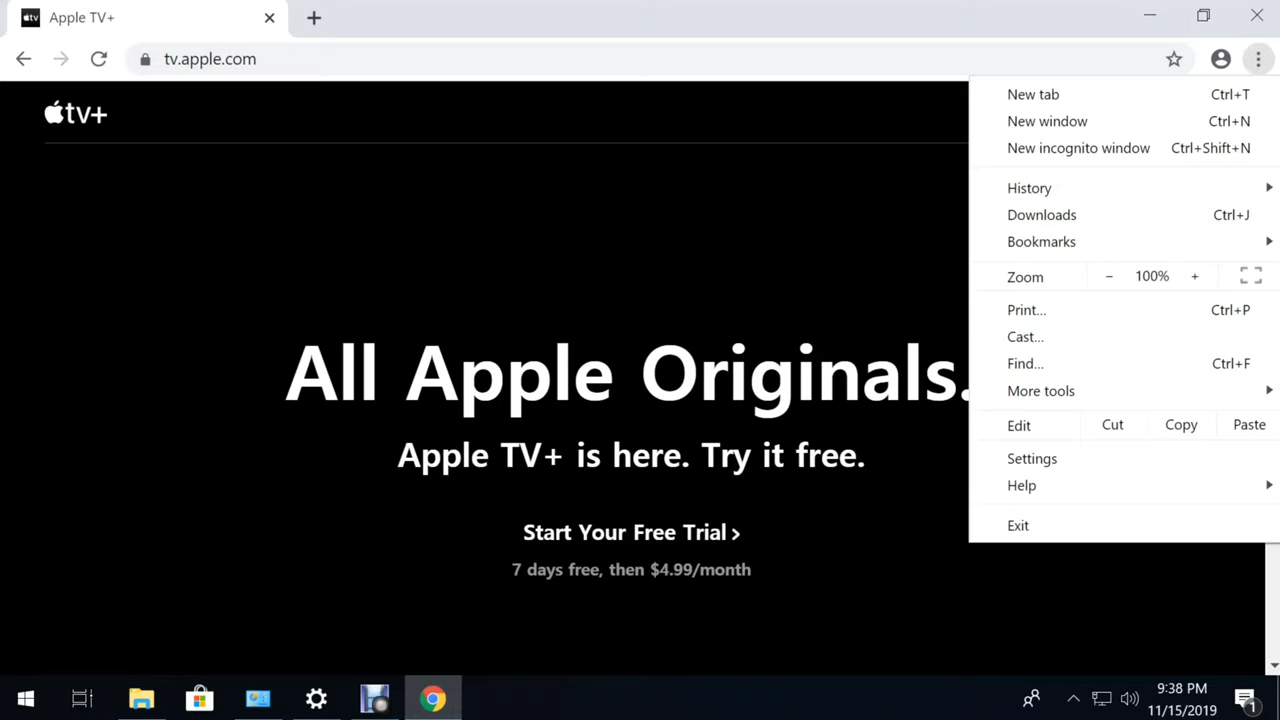 Apple TV+
tv.apple.com
tv+
All Apple Originals.
Apple TV+ is here. Try it free.
Start Your Free Trial ›
7 days free, then $4.99/month
New tab Ctrl+T
New window Ctrl+N
New incognito window Ctrl+Shift+N
History
Downloads Ctrl+J
Bookmarks
Zoom − 100% +
Print... Ctrl+P
Cast...
Find... Ctrl+F
More tools
Edit Cut Copy Paste
Settings
Help
Exit
9:38 PM
11/15/2019
1